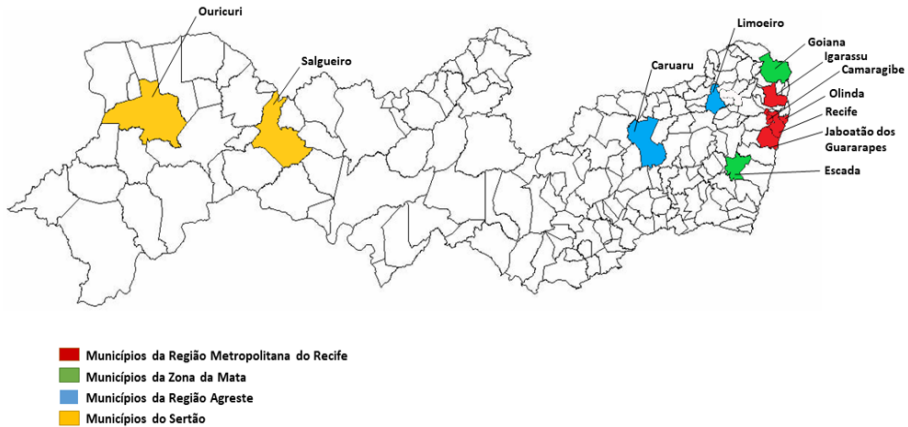 Ouricuri
Salgueiro
Caruaru
Limoeiro
Goiana
Igarassu
Camaragibe
Olinda
Recife
Jaboatão dos
Guararapes
Escada
Municípios da Região Metropolitana do Recife
Municípios da Zona da Mata
Municípios da Região Agreste
Municípios do Sertão